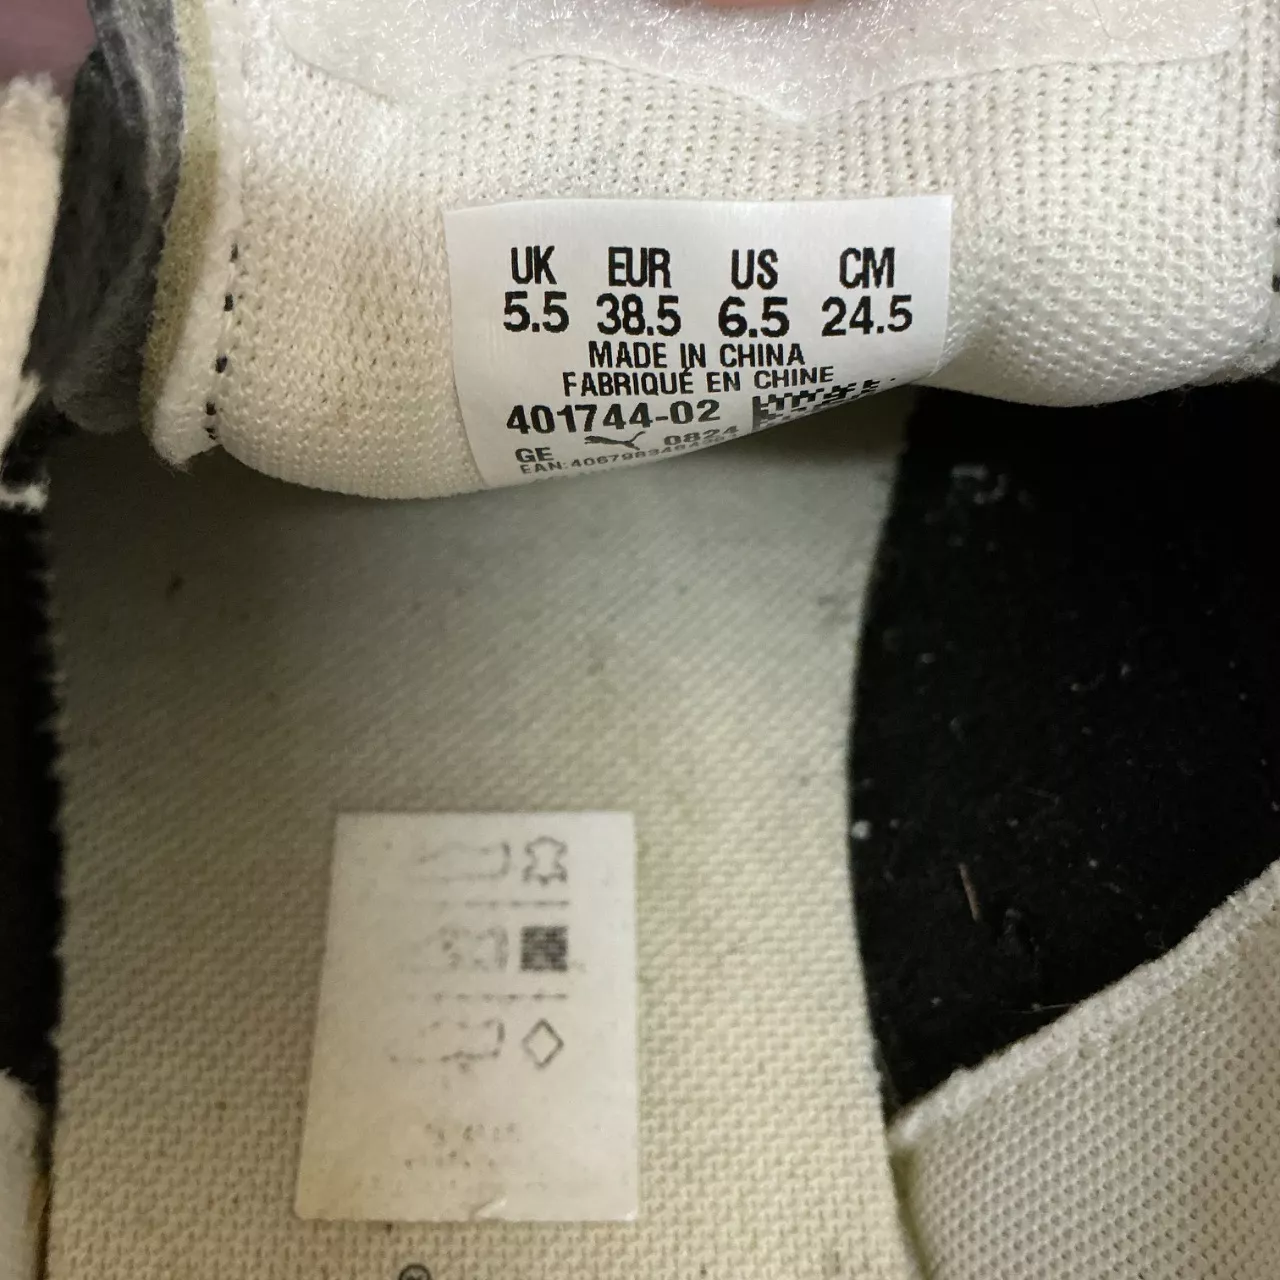 UK EUR US CM
5.5 38.5 6.5 24.5
MADE IN CHINA
FABRIQUÉ EN CHINE
401744-02
GE 0824